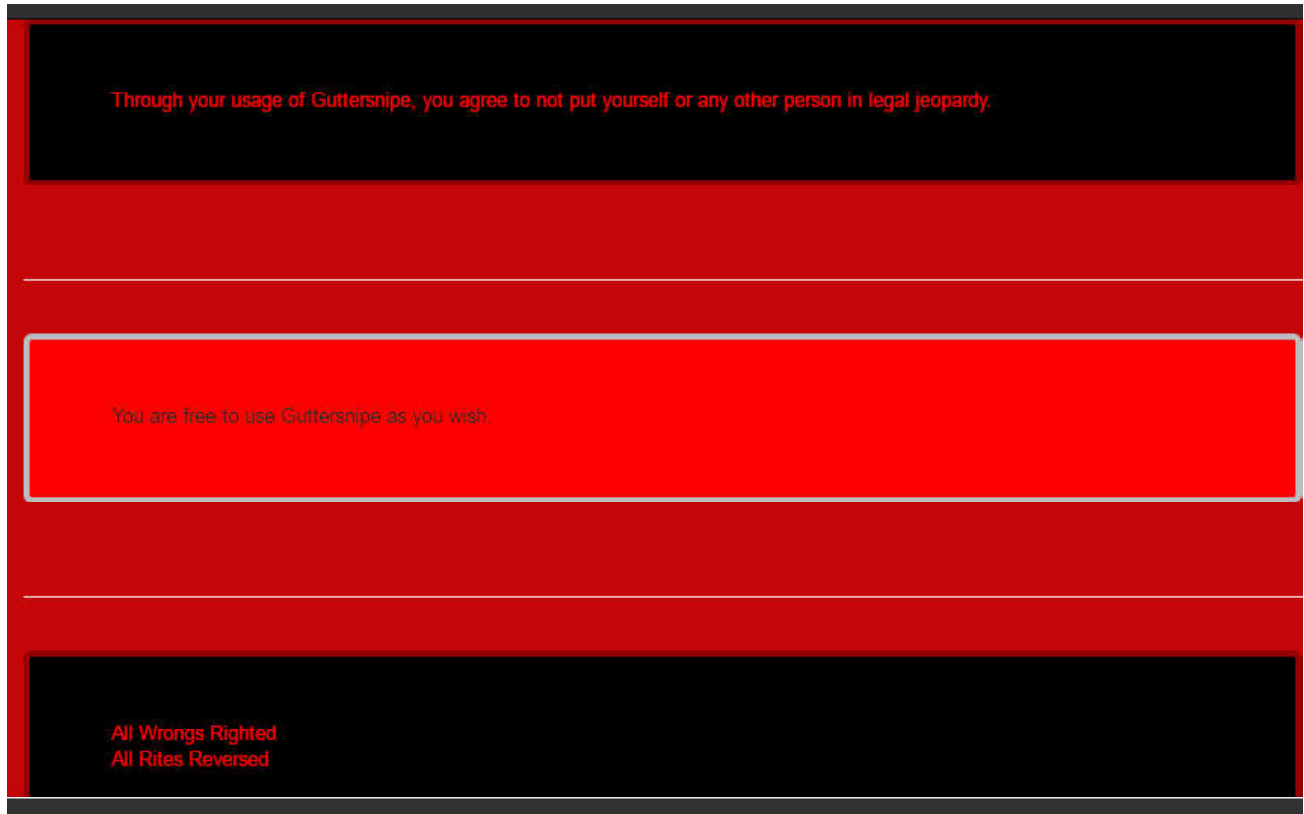 Through your usage of Guttersnipe, you agree to not put yourself or any other person in legal jeopardy.
You are free to use Guttersnipe as you wish.
All Wrongs Righted
All Rites Reversed